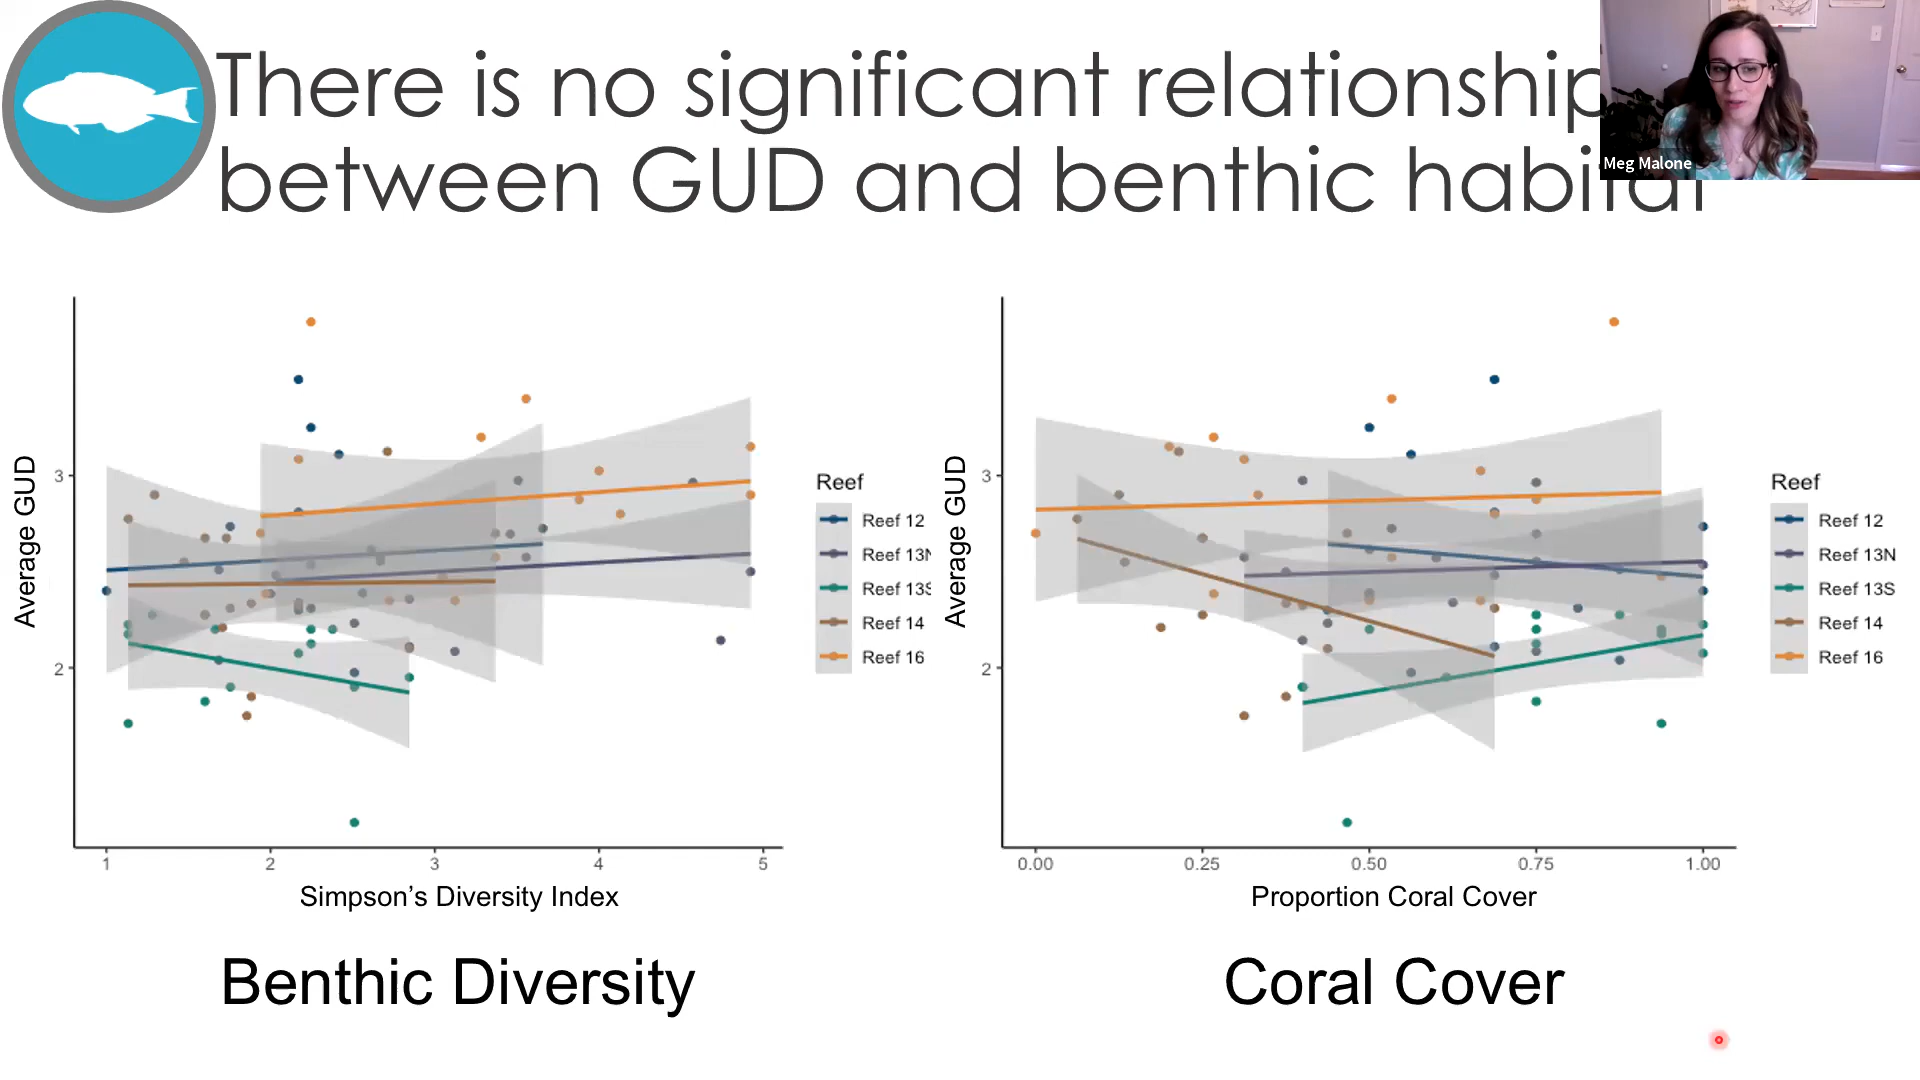 There is no significant relationship
between GUD and benthic habitat
Meg Malone
Average GUD
3
2
1
2
3
4
5
Simpson’s Diversity Index
Reef
Reef 12
Reef 13N
Reef 13S
Reef 14
Reef 16
Benthic Diversity
Average GUD
3
2
0.00
0.25
0.50
0.75
1.00
Proportion Coral Cover
Reef
Reef 12
Reef 13N
Reef 13S
Reef 14
Reef 16
Coral Cover